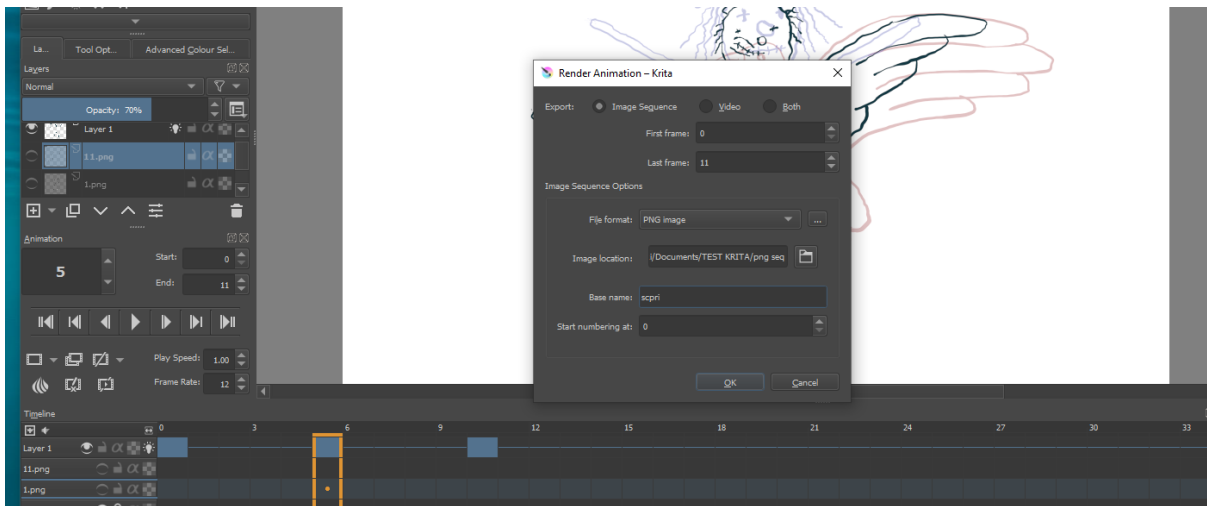 La... Tool Opt... Advanced Colour Sel...
Layers
Normal
Opacity: 70%
Layer 1
11.png
1.png
Animation
5
Start: 0
End: 11
Play Speed: 1.00
Frame Rate: 12
Timeline
0 3 6 9 12 15 18 21 24 27 30 33
Layer 1
11.png
1.png
Render Animation – Krita
Export: Image Sequence Video Both
First frame: 0
Last frame: 11
Image Sequence Options
File format: PNG image ...
Image location: i/Documents/TEST KRITA/png seq
Base name: scpri
Start numbering at: 0
OK Cancel